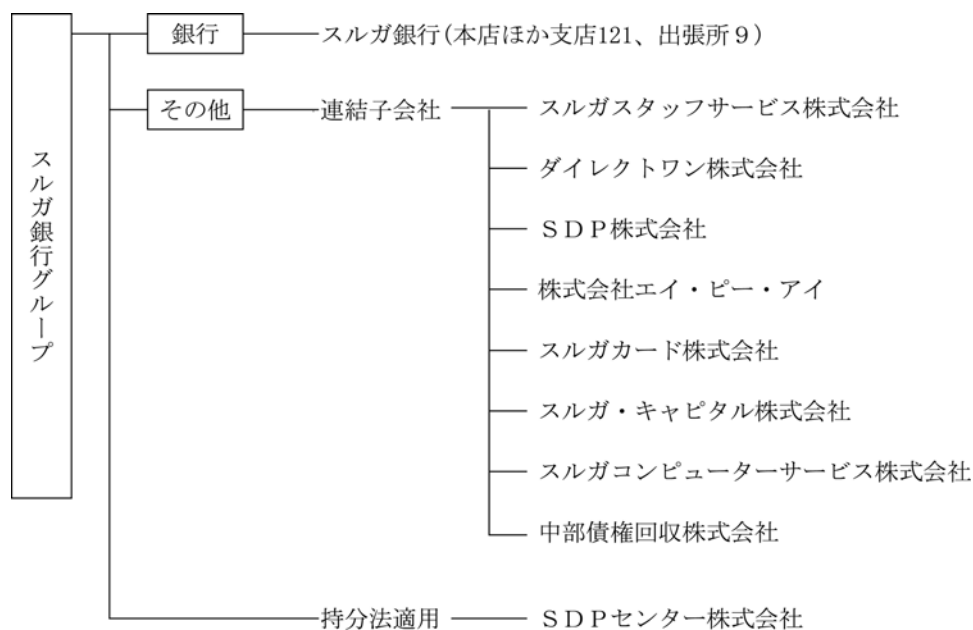 スルガ銀行グループ
銀行
スルガ銀行(本店ほか支店121、出張所９)
その他
連結子会社
スルガスタッフサービス株式会社
ダイレクトワン株式会社
ＳＤＰ株式会社
株式会社エイ・ピー・アイ
スルガカード株式会社
スルガ・キャピタル株式会社
スルガコンピューターサービス株式会社
中部債権回収株式会社
持分法適用
ＳＤＰセンター株式会社